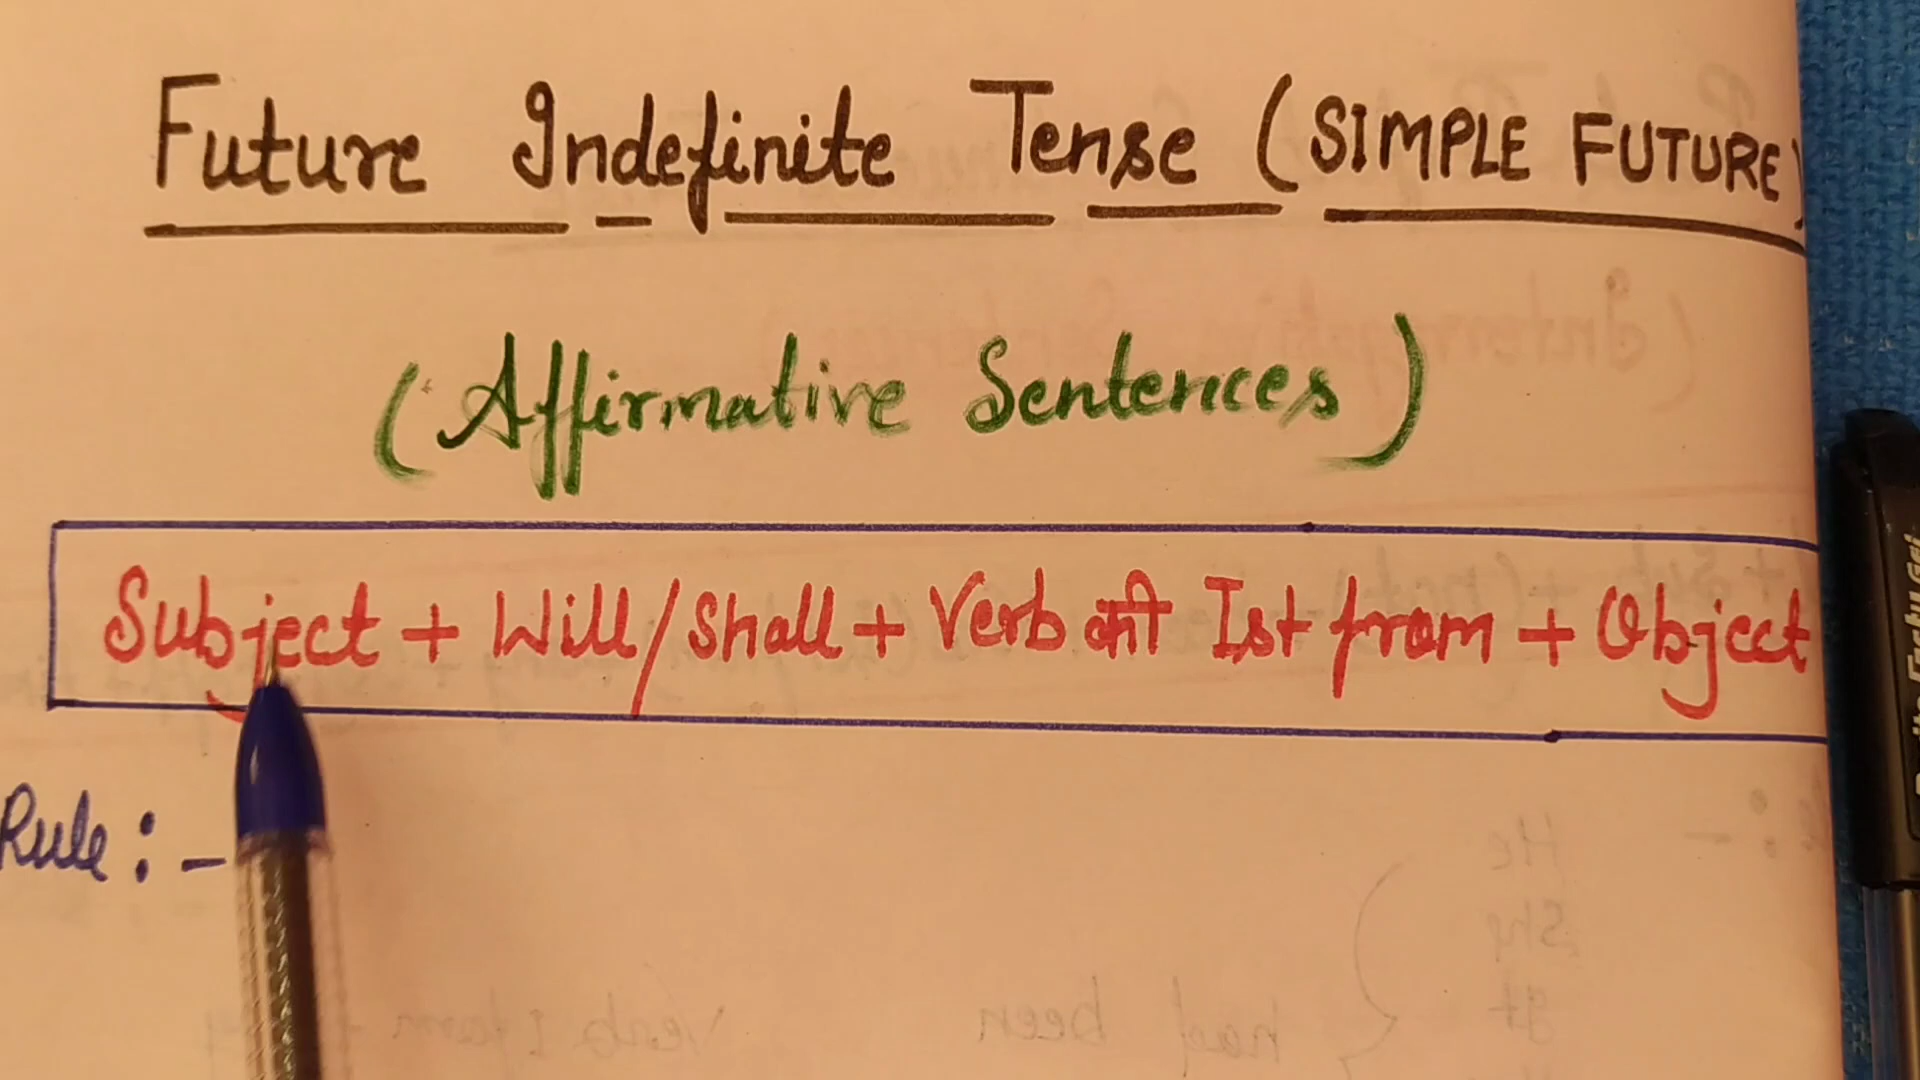 Future Indefinite Tense (SIMPLE FUTURE)
(Affirmative Sentences)
Subject + Will/Shall + Verb की Ist from + Object
Rule :-